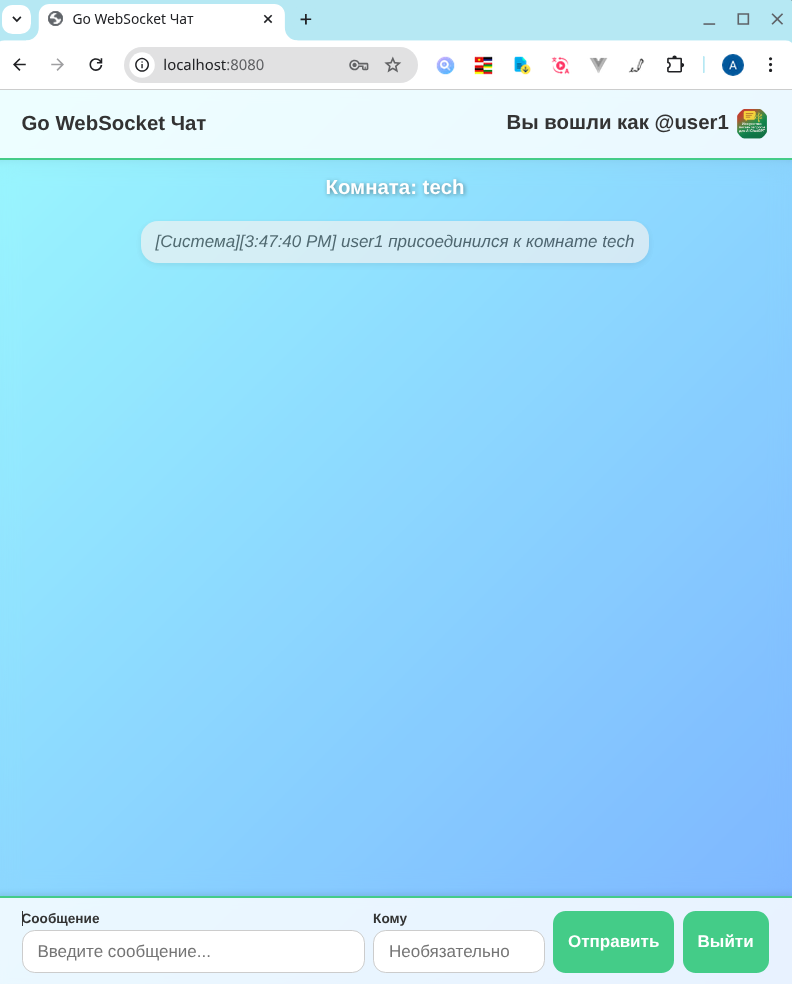 Go WebSocket Чат
localhost:8080
A
Go WebSocket Чат
Вы вошли как @user1
Комната: tech
[Система][3:47:40 PM] user1 присоединился к комнате tech
Сообщение
Кому
Введите сообщение...
Необязательно
Отправить
Выйти